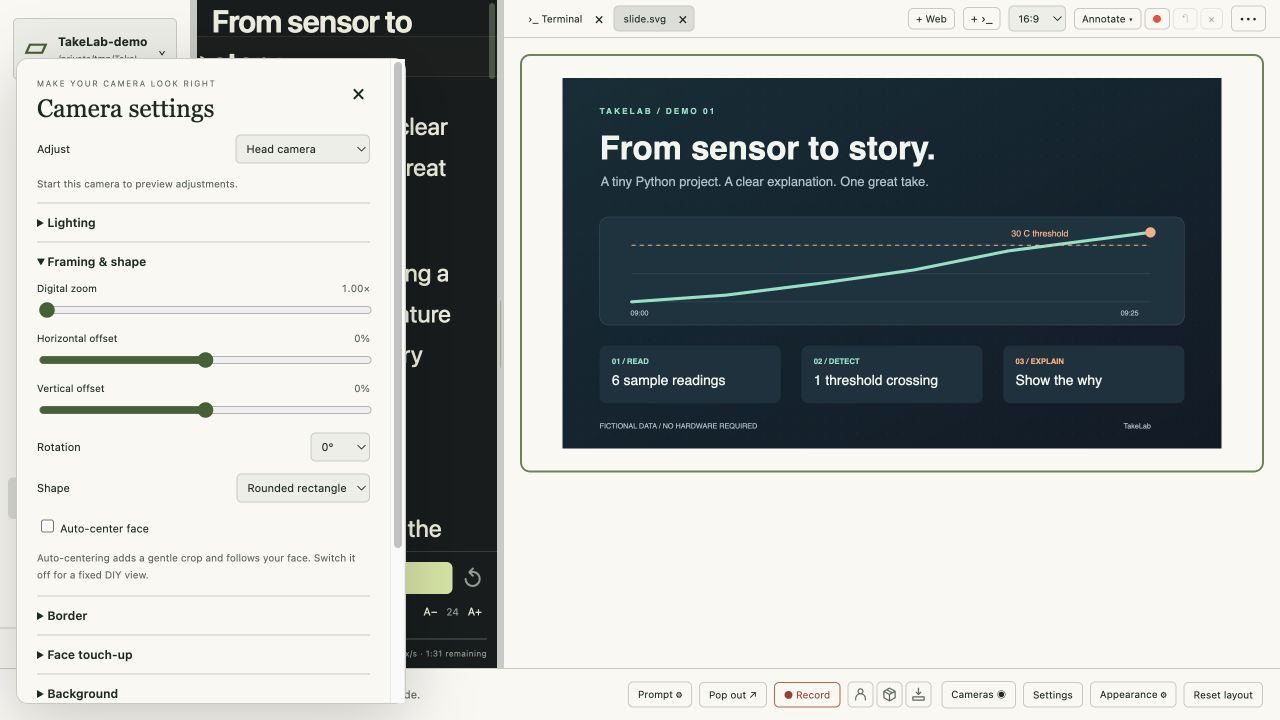 TakeLab-demo
MAKE YOUR CAMERA LOOK RIGHT
Camera settings
Adjust
Head camera
Start this camera to preview adjustments.
Lighting
Framing & shape
Digital zoom
1.00×
Horizontal offset
0%
Vertical offset
0%
Rotation
0°
Shape
Rounded rectangle
Auto-center face
Auto-centering adds a gentle crop and follows your face. Switch it
off for a fixed DIY view.
Border
Face touch-up
Background
From sensor to
the
A− 24 A+
1:31 remaining
›_ Terminal ✕
slide.svg ✕
+ Web
+ ›_
16:9
Annotate
TAKELAB / DEMO 01
From sensor to story.
A tiny Python project. A clear explanation. One great take.
30 C threshold
09:00
09:25
01 / READ
6 sample readings
02 / DETECT
1 threshold crossing
03 / EXPLAIN
Show the why
FICTIONAL DATA / NO HARDWARE REQUIRED
TakeLab
Prompt ⚙
Pop out ↗
Record
Cameras ◉
Settings
Appearance ⚙
Reset layout